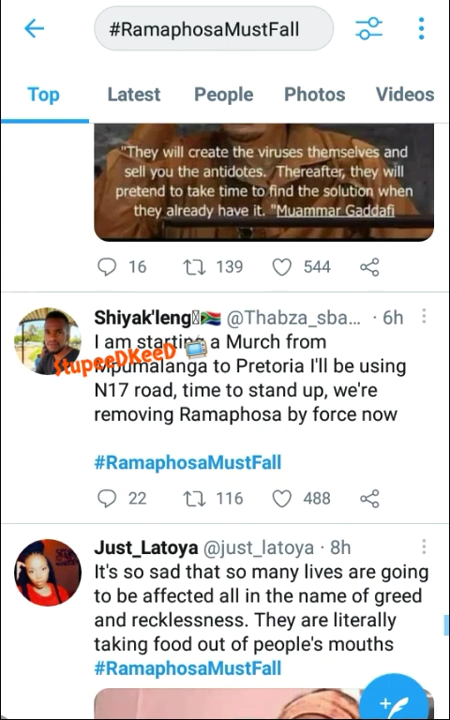 #RamaphosaMustFall
Top Latest People Photos Videos
"They will create the viruses themselves and
sell you the antidotes. Thereafter, they will
pretend to take time to find the solution when
they already have it. "Muammar Gaddafi
16 139 544
Shiyak'leng🇿🇦 @Thabza_sba... · 6h
I am starting a Murch from
Mpumalanga to Pretoria I'll be using
N17 road, time to stand up, we're
removing Ramaphosa by force now
StupeeDKeeD
#RamaphosaMustFall
22 116 488
Just_Latoya @just_latoya · 8h
It's so sad that so many lives are going
to be affected all in the name of greed
and recklessness. They are literally
taking food out of people's mouths
#RamaphosaMustFall